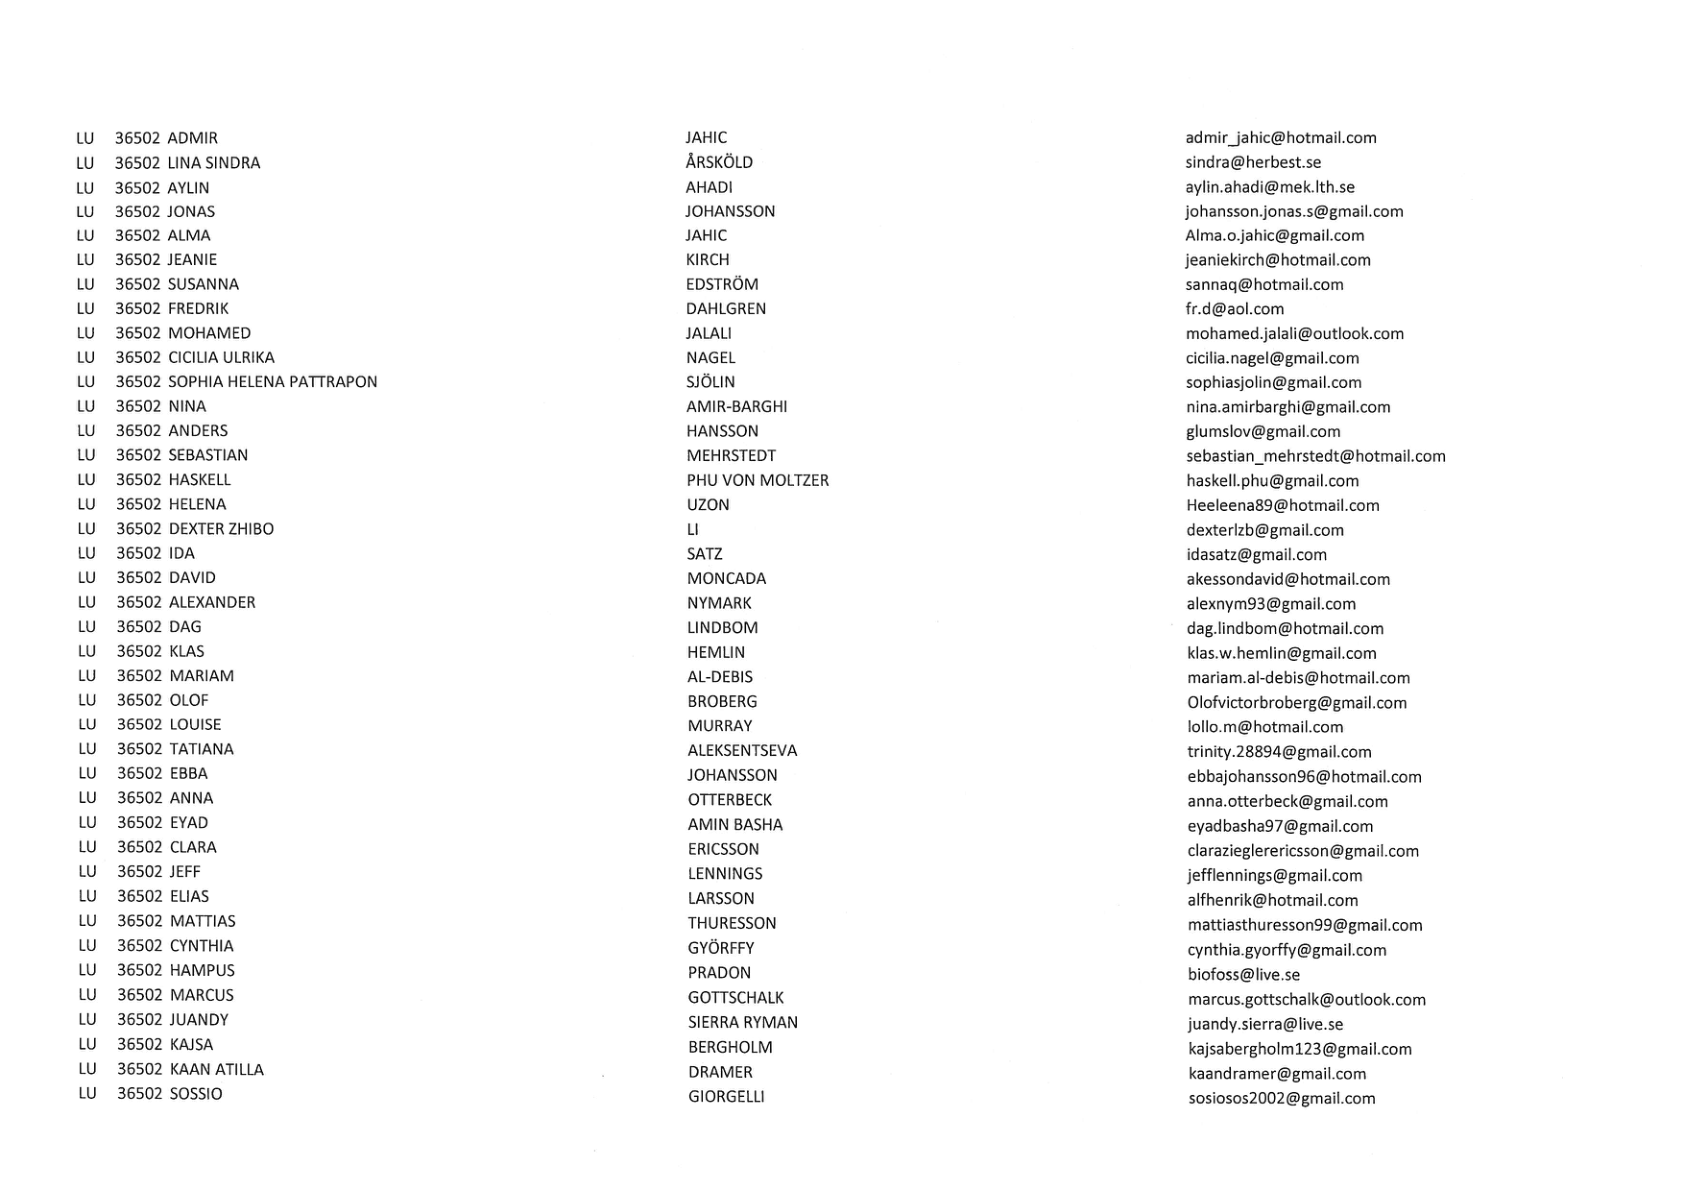 LU 36502 ADMIR JAHIC admir_jahic@hotmail.com
LU 36502 LINA SINDRA ÅRSKÖLD sindra@herbest.se
LU 36502 AYLIN AHADI aylin.ahadi@mek.lth.se
LU 36502 JONAS JOHANSSON johansson.jonas.s@gmail.com
LU 36502 ALMA JAHIC Alma.o.jahic@gmail.com
LU 36502 JEANIE KIRCH jeaniekirch@hotmail.com
LU 36502 SUSANNA EDSTRÖM sannaq@hotmail.com
LU 36502 FREDRIK DAHLGREN fr.d@aol.com
LU 36502 MOHAMED JALALI mohamed.jalali@outlook.com
LU 36502 CICILIA ULRIKA NAGEL cicilia.nagel@gmail.com
LU 36502 SOPHIA HELENA PATTRAPON SJÖLIN sophiasjolin@gmail.com
LU 36502 NINA AMIR-BARGHI nina.amirbarghi@gmail.com
LU 36502 ANDERS HANSSON glumslov@gmail.com
LU 36502 SEBASTIAN MEHRSTEDT sebastian_mehrstedt@hotmail.com
LU 36502 HASKELL PHU VON MOLTZER haskell.phu@gmail.com
LU 36502 HELENA UZON Heeleena89@hotmail.com
LU 36502 DEXTER ZHIBO LI dexterlzb@gmail.com
LU 36502 IDA SATZ idasatz@gmail.com
LU 36502 DAVID MONCADA akessondavid@hotmail.com
LU 36502 ALEXANDER NYMARK alexnym93@gmail.com
LU 36502 DAG LINDBOM dag.lindbom@hotmail.com
LU 36502 KLAS HEMLIN klas.w.hemlin@gmail.com
LU 36502 MARIAM AL-DEBIS mariam.al-debis@hotmail.com
LU 36502 OLOF BROBERG Olofvictorbroberg@gmail.com
LU 36502 LOUISE MURRAY lollo.m@hotmail.com
LU 36502 TATIANA ALEKSENTSEVA trinity.28894@gmail.com
LU 36502 EBBA JOHANSSON ebbajohansson96@hotmail.com
LU 36502 ANNA OTTERBECK anna.otterbeck@gmail.com
LU 36502 EYAD AMIN BASHA eyadbasha97@gmail.com
LU 36502 CLARA ERICSSON clarazieglerericsson@gmail.com
LU 36502 JEFF LENNINGS jefflennings@gmail.com
LU 36502 ELIAS LARSSON alfhenrik@hotmail.com
LU 36502 MATTIAS THURESSON mattiasthuresson99@gmail.com
LU 36502 CYNTHIA GYÖRFFY cynthia.gyorffy@gmail.com
LU 36502 HAMPUS PRADON biofoss@live.se
LU 36502 MARCUS GOTTSCHALK marcus.gottschalk@outlook.com
LU 36502 JUANDY SIERRA RYMAN juandy.sierra@live.se
LU 36502 KAJSA BERGHOLM kajsabergholm123@gmail.com
LU 36502 KAAN ATILLA DRAMER kaandramer@gmail.com
LU 36502 SOSSIO GIORGELLI sosiosos2002@gmail.com